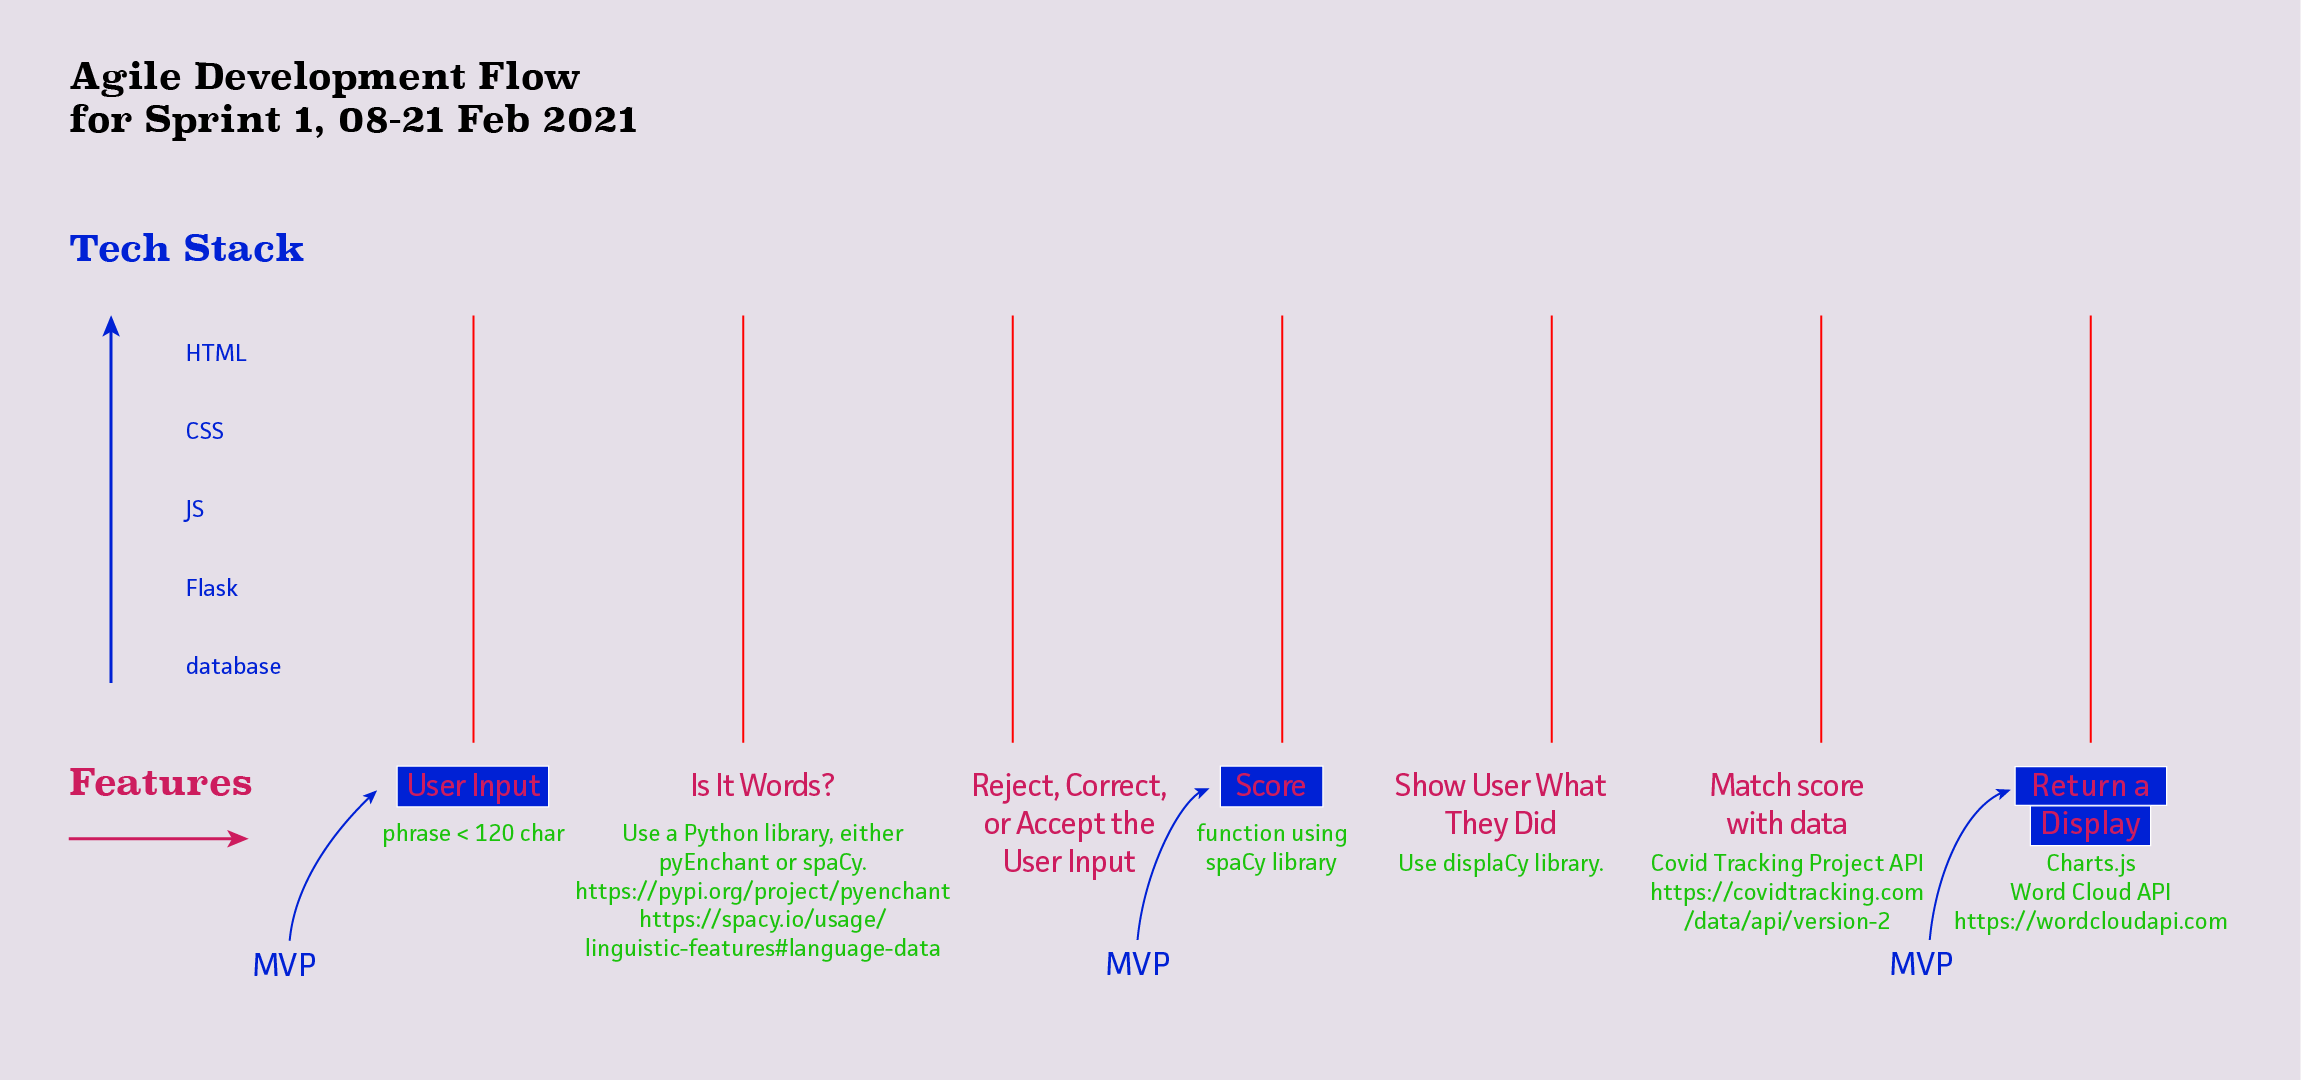 Agile Development Flow
for Sprint 1, 08-21 Feb 2021
Tech Stack
HTML
CSS
JS
Flask
database
Features
User Input
phrase < 120 char
MVP
Is It Words?
Use a Python library, either
pyEnchant or spaCy.
https://pypi.org/project/pyenchant
https://spacy.io/usage/
linguistic-features#language-data
Reject, Correct,
or Accept the
User Input
Score
function using
spaCy library
MVP
Show User What
They Did
Use displaCy library.
Match score
with data
Covid Tracking Project API
https://covidtracking.com
/data/api/version-2
Return a
Display
Charts.js
Word Cloud API
https://wordcloudapi.com
MVP